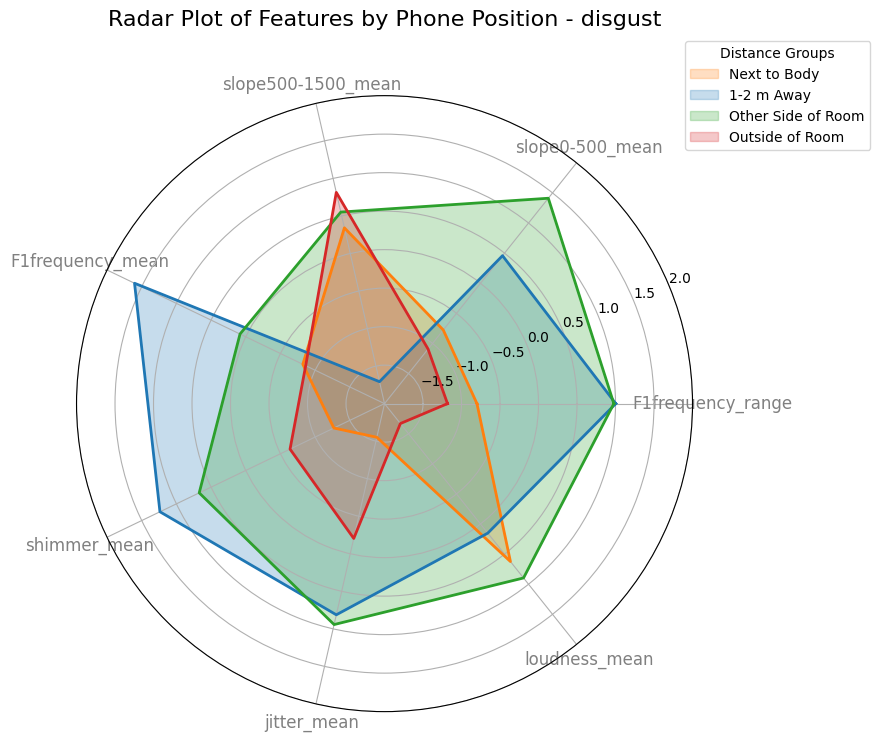 Radar Plot of Features by Phone Position - disgust
Distance Groups
Next to Body
1-2 m Away
Other Side of Room
Outside of Room
slope500-1500_mean
slope0-500_mean
F1frequency_mean
2.0
1.5
1.0
0.5
0.0
−0.5
−1.0
−1.5
F1frequency_range
shimmer_mean
loudness_mean
jitter_mean